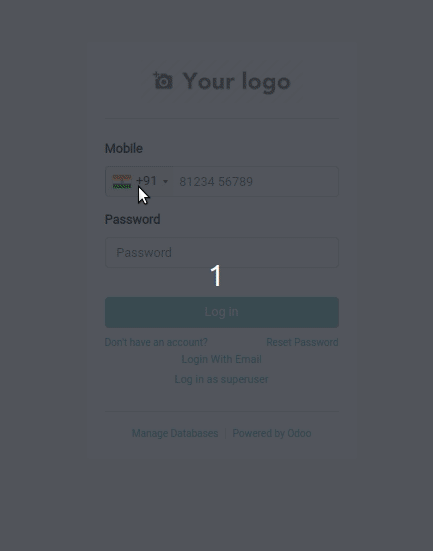 Your logo
Mobile
+91 81234 56789
Password
Password
1
Log in
Don't have an account? Reset Password
Login With Email
Log in as superuser
Manage Databases | Powered by Odoo